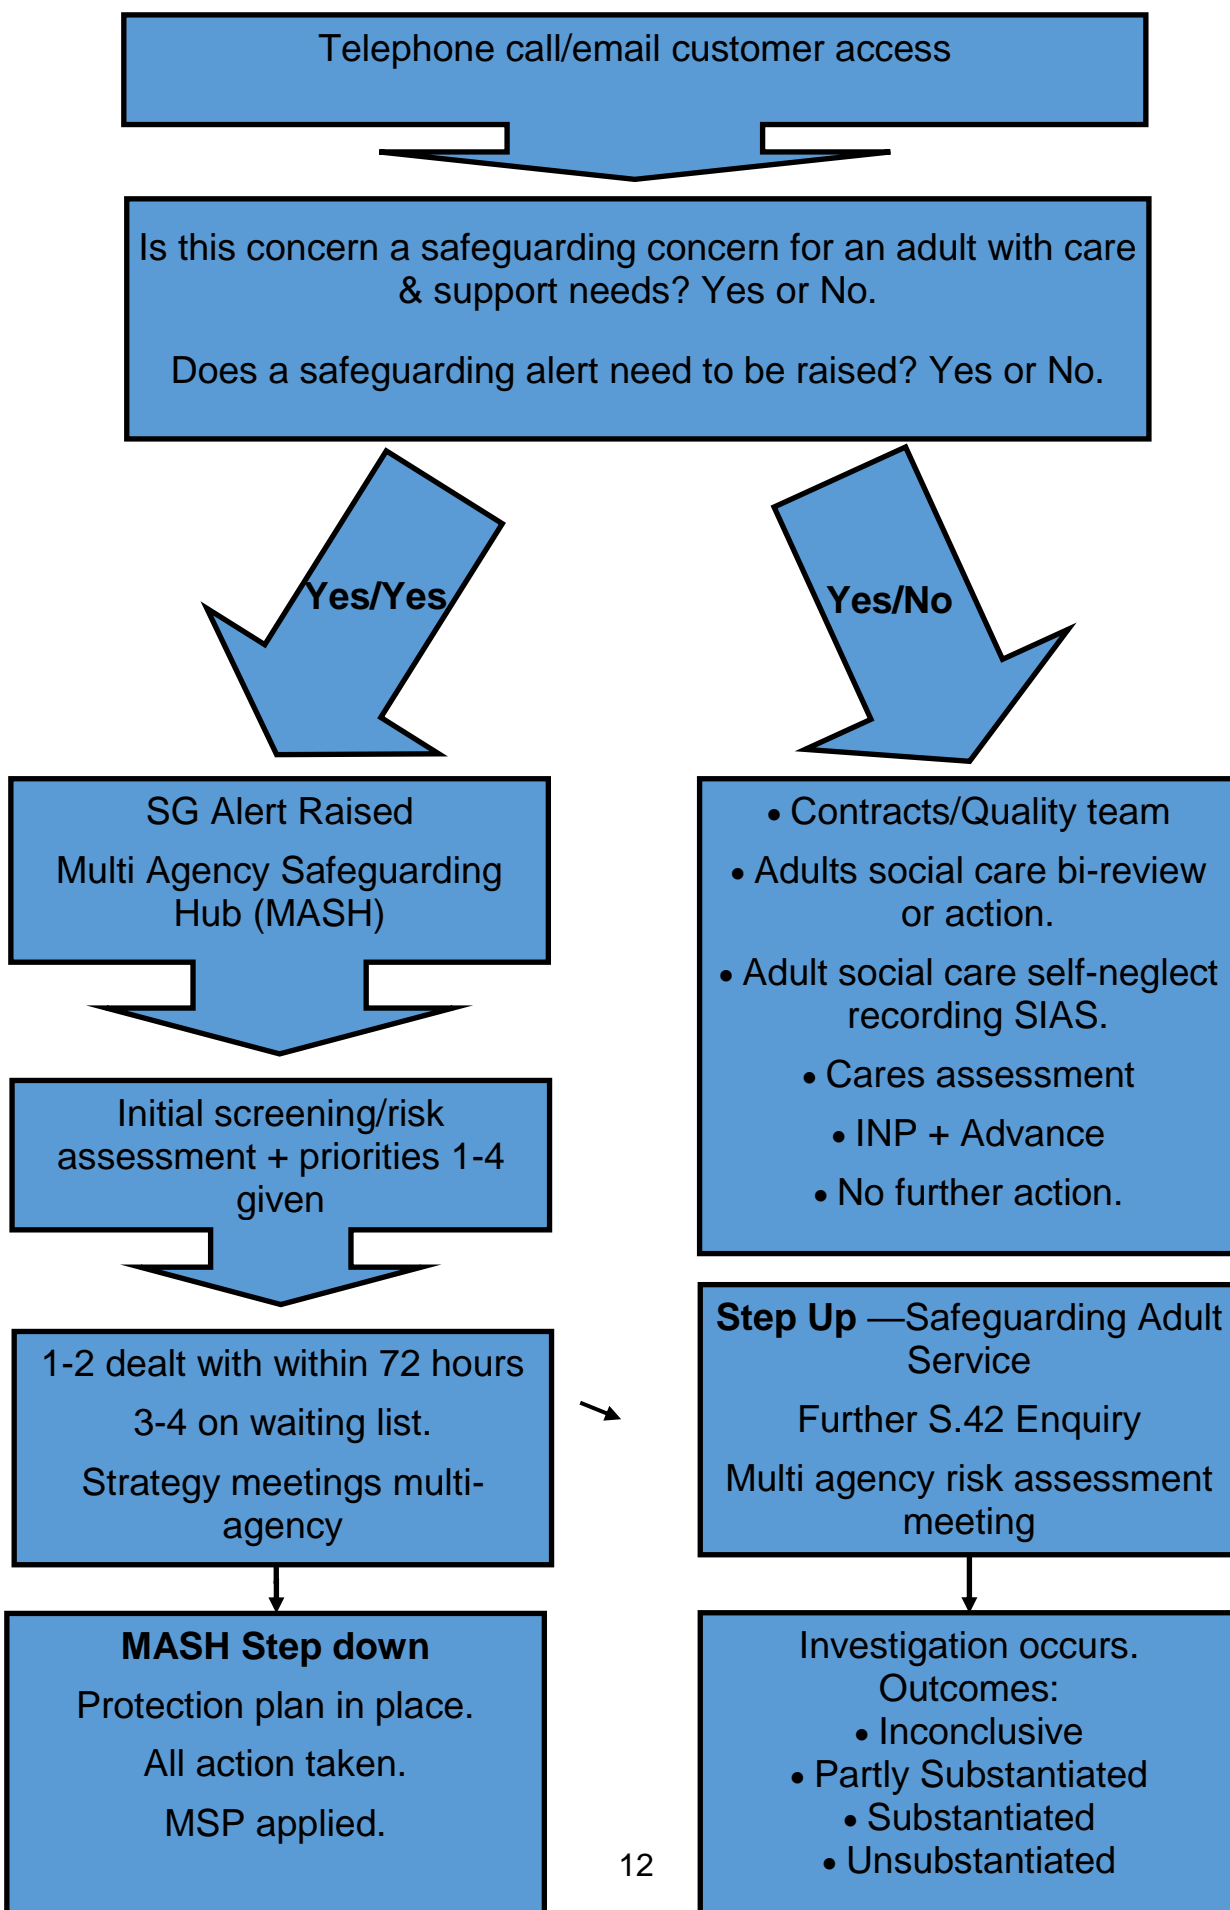 Telephone call/email customer access
Is this concern a safeguarding concern for an adult with care
& support needs? Yes or No.
Does a safeguarding alert need to be raised? Yes or No.
Yes/Yes
Yes/No
SG Alert Raised
Multi Agency Safeguarding
Hub (MASH)
Initial screening/risk
assessment + priorities 1-4
given
1-2 dealt with within 72 hours
3-4 on waiting list.
Strategy meetings multi-
agency
MASH Step down
Protection plan in place.
All action taken.
MSP applied.
• Contracts/Quality team
• Adults social care bi-review
or action.
• Adult social care self-neglect
recording SIAS.
• Cares assessment
• INP + Advance
• No further action.
Step Up —Safeguarding Adult
Service
Further S.42 Enquiry
Multi agency risk assessment
meeting
Investigation occurs.
Outcomes:
• Inconclusive
• Partly Substantiated
• Substantiated
• Unsubstantiated
12